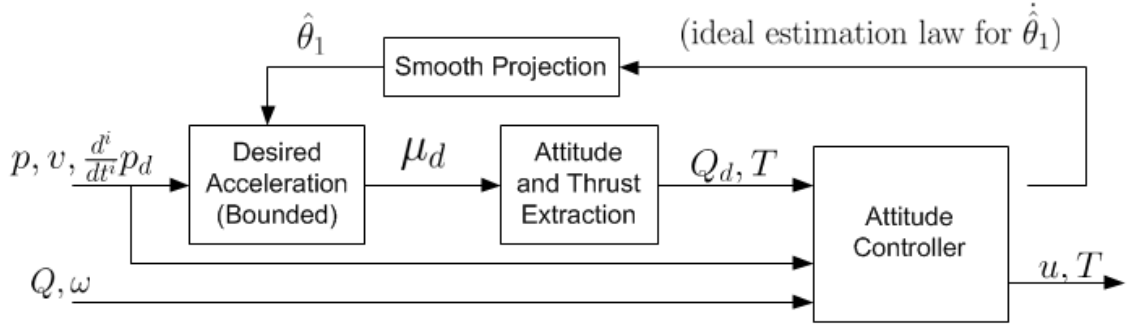 θ̂₁
(ideal estimation law for θ̂̇₁)
Smooth Projection
p, v, dⁱ/dtⁱ p_d
Desired
Acceleration
(Bounded)
μ_d
Attitude
and Thrust
Extraction
Q_d, T
Attitude
Controller
Q, ω
u, T